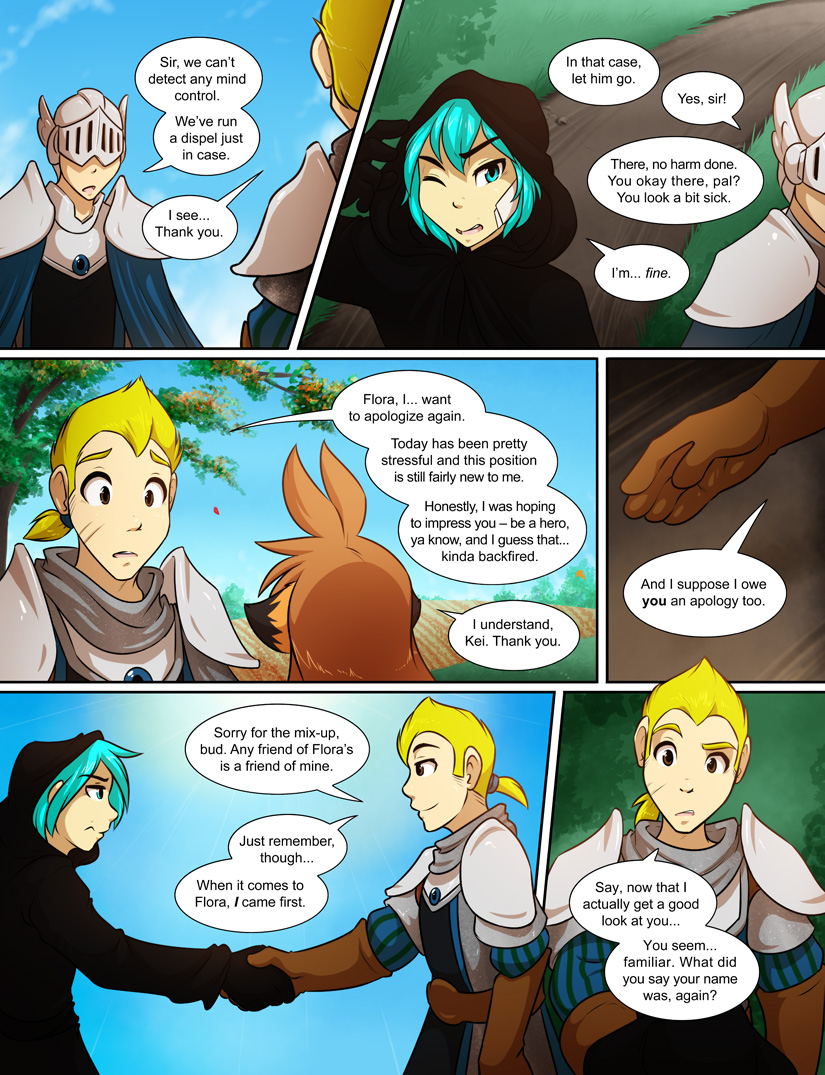 Sir, we can't
detect any mind
control.
We've run
a dispel just
in case.
I see...
Thank you.
In that case,
let him go.
Yes, sir!
There, no harm done.
You okay there, pal?
You look a bit sick.
I'm... fine.
Flora, I... want
to apologize again.
Today has been pretty
stressful and this position
is still fairly new to me.
Honestly, I was hoping
to impress you – be a hero,
ya know, and I guess that...
kinda backfired.
I understand,
Kei. Thank you.
And I suppose I owe
you an apology too.
Sorry for the mix-up,
bud. Any friend of Flora's
is a friend of mine.
Just remember,
though...
When it comes to
Flora, I came first.
Say, now that I
actually get a good
look at you...
You seem...
familiar. What did
you say your name
was, again?